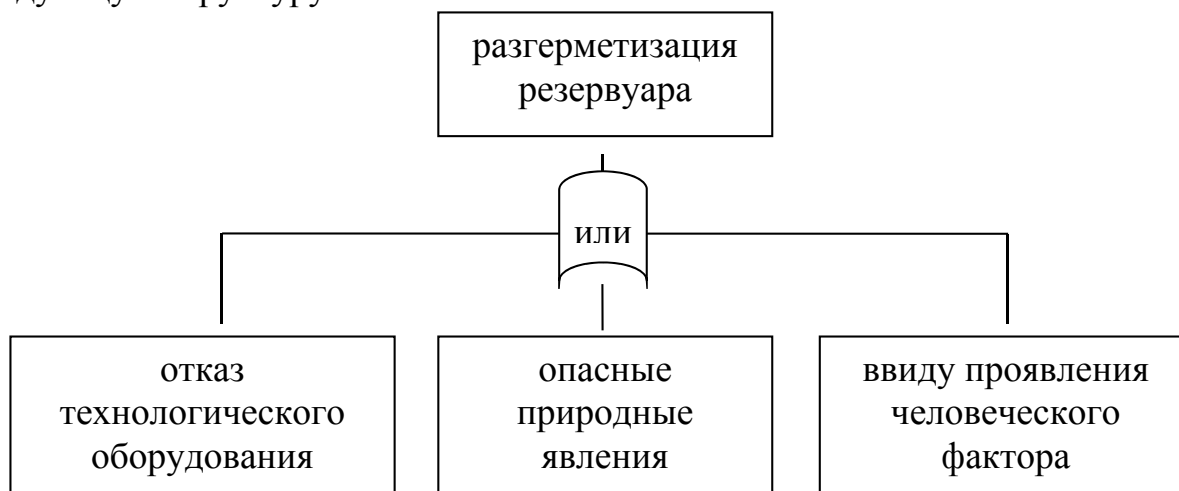 разгерметизация
резервуара
или
отказ
технологического
оборудования
опасные
природные
явления
ввиду проявления
человеческого
фактора